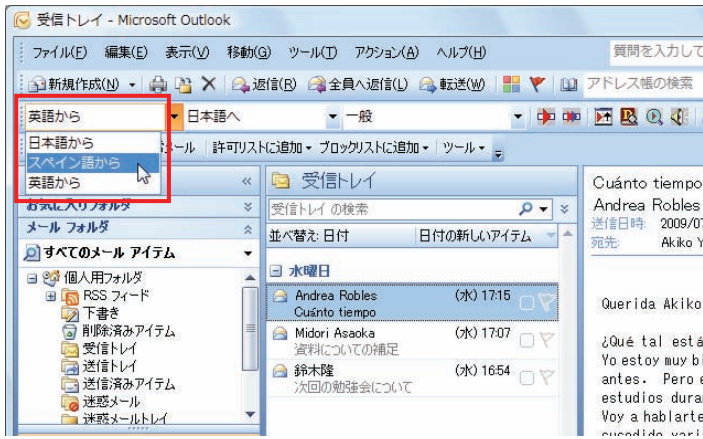 受信トレイ - Microsoft Outlook
ファイル(F) 編集(E) 表示(V) 移動(G) ツール(T) アクション(A) ヘルプ(H) 質問を入力して
新規作成(N) 返信(R) 全員へ返信(L) 転送(W) アドレス帳の検索
英語から 日本語へ 一般
日本語から
スペイン語から
英語から
メール 許可リストに追加 ブロックリストに追加 ツール
受信トレイ
お気に入りフォルダ
受信トレイ の検索
メール フォルダ
並べ替え: 日付 日付の新しいアイテム
すべてのメール アイテム
水曜日
個人用フォルダ
RSS フィード
下書き
削除済みアイテム
受信トレイ
送信トレイ
送信済みアイテム
迷惑メール
迷惑メールトレイ
Andrea Robles (水) 17:15
Cuánto tiempo
Midori Asaoka (水) 17:07
資料についての補足
鈴木隆 (水) 16:54
次回の勉強会について
Cuánto tiempo
Andrea Robles
送信日時: 2009/07
宛先: Akiko Y
Querida Akiko
¿Qué tal está
Yo estoy muy bi
antes. Pero e
estudios dura
Voy a hablarte
sucedido vari